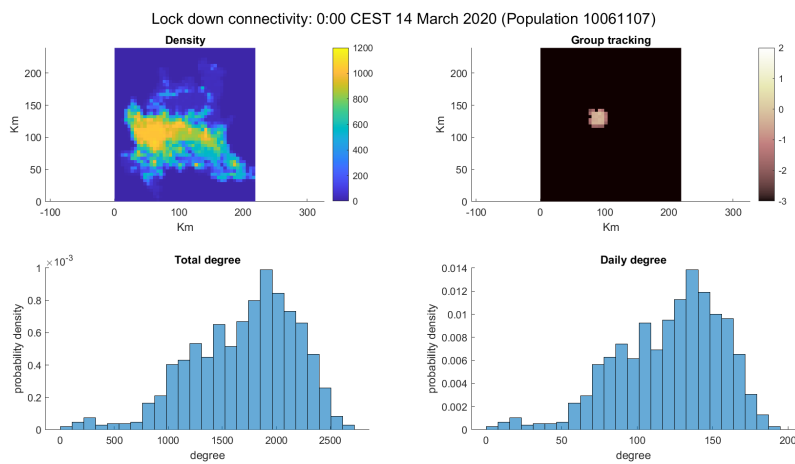 Lock down connectivity: 0:00 CEST 14 March 2020 (Population 10061107)
Density
Group tracking
Km
200
150
100
50
0
-100 0 100 200 300
Km
1200
1000
800
600
400
200
0
Km
200
150
100
50
0
-100 0 100 200 300
Km
2
1
0
-1
-2
-3
Total degree
×10⁻³
probability density
1
0.8
0.6
0.4
0.2
0
0 500 1000 1500 2000 2500
degree
Daily degree
probability density
0.014
0.012
0.01
0.008
0.006
0.004
0.002
0
0 50 100 150 200
degree